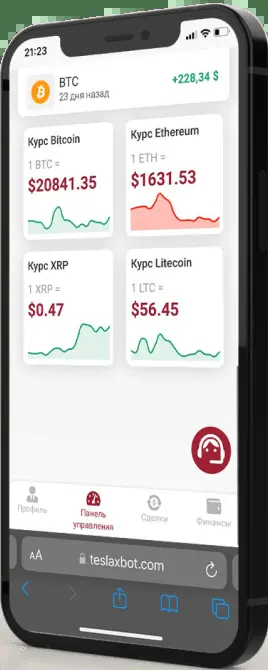 21:23
BTC
23 дня назад
+228,34 $
Курс Bitcoin
1 BTC =
$20841.35
Курс Ethereum
1 ETH =
$1631.53
Курс XRP
1 XRP =
$0.47
Курс Litecoin
1 LTC =
$56.45
Профиль
Панель
управления
Сделки
Финансы
AA
teslaxbot.com